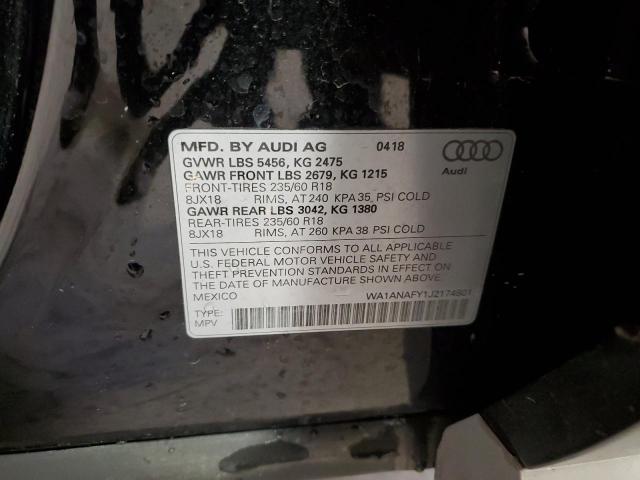 MFD. BY AUDI AG 0418
GVWR LBS 5456, KG 2475
GAWR FRONT LBS 2679, KG 1215
FRONT-TIRES 235/60 R18
8JX18 RIMS, AT 240 KPA 35 PSI COLD
GAWR REAR LBS 3042, KG 1380
REAR-TIRES 235/60 R18
8JX18 RIMS, AT 260 KPA 38 PSI COLD
Audi
THIS VEHICLE CONFORMS TO ALL APPLICABLE
U.S. FEDERAL MOTOR VEHICLE SAFETY AND
THEFT PREVENTION STANDARDS IN EFFECT ON
THE DATE OF MANUFACTURE SHOWN ABOVE.
MEXICO WA1ANAFY1J2174801
TYPE:
MPV